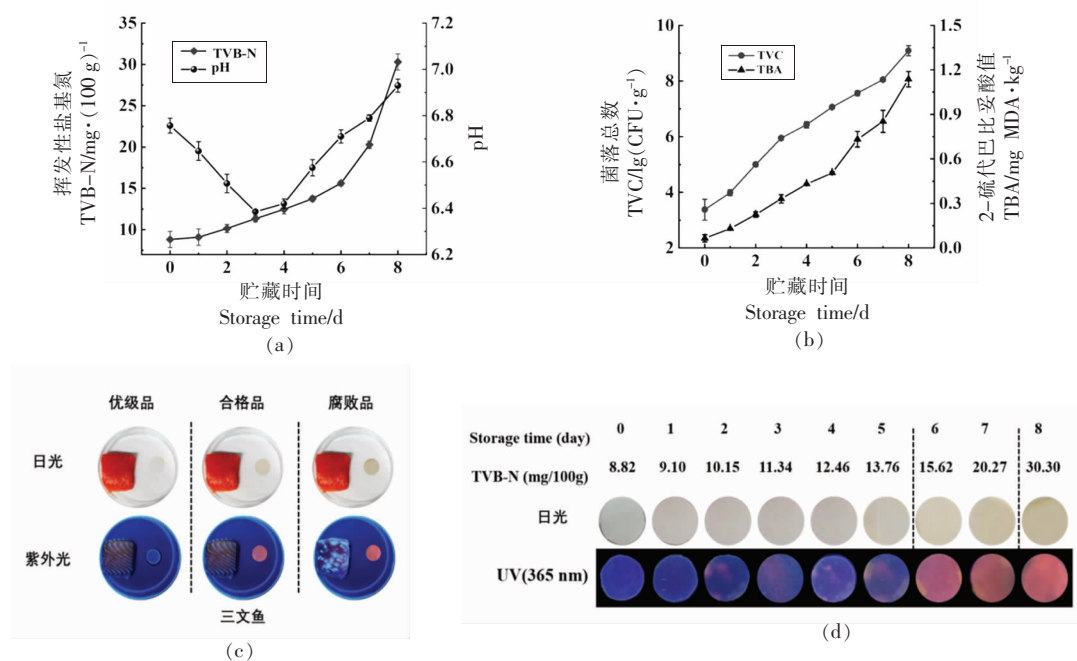 35
30
25
20
15
10
7.2
7.0
6.8
6.6
6.4
6.2
TVB-N
pH
挥发性盐基氮
TVB-N/mg·(100 g)⁻¹
pH
0 2 4 6 8
贮藏时间
Storage time/d
(a)
10
8
6
4
2
1.5
1.2
0.9
0.6
0.3
0.0
TVC
TBA
菌落总数
TVC/lg(CFU·g⁻¹)
2-硫代巴比妥酸值
TBA/mg MDA·kg⁻¹
0 2 4 6 8
贮藏时间
Storage time/d
(b)
优级品 合格品 腐败品
日光
紫外光
三文鱼
(c)
Storage time (day) 0 1 2 3 4 5 6 7 8
TVB-N (mg/100g) 8.82 9.10 10.15 11.34 12.46 13.76 15.62 20.27 30.30
日光
UV(365 nm)
(d)